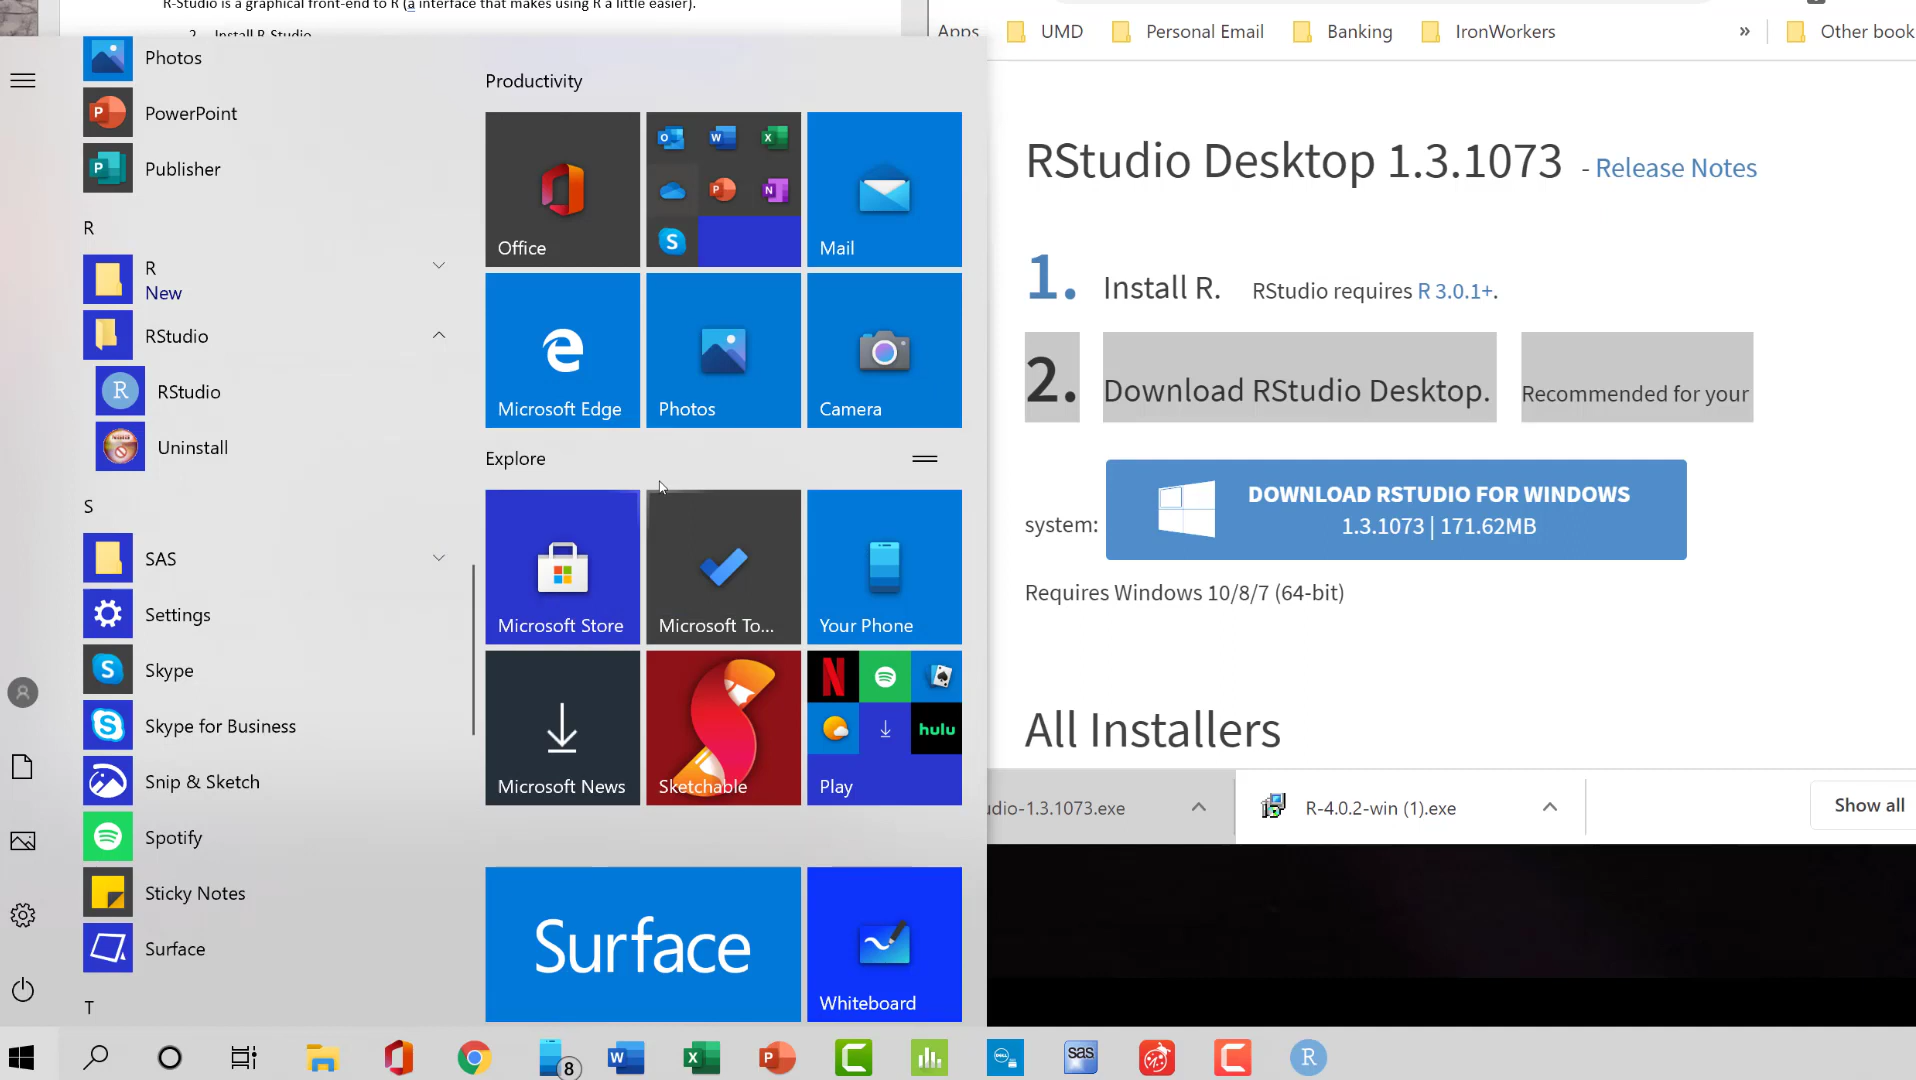 R-Studio is a graphical front-end to R (a interface that makes using R a little easier).
2. Install R Studio
Photos
PowerPoint
Publisher
R
R
New
RStudio
RStudio
Uninstall
S
SAS
Settings
Skype
Skype for Business
Snip & Sketch
Spotify
Sticky Notes
Surface
T
Productivity
Office
Mail
Microsoft Edge
Photos
Camera
Explore
Microsoft Store
Microsoft To...
Your Phone
Microsoft News
Sketchable
hulu
Play
Surface
Whiteboard
Apps
UMD
Personal Email
Banking
IronWorkers
»
Other book
RStudio Desktop 1.3.1073 - Release Notes
1. Install R. RStudio requires R 3.0.1+.
2. Download RStudio Desktop. Recommended for your
system:
DOWNLOAD RSTUDIO FOR WINDOWS
1.3.1073 | 171.62MB
Requires Windows 10/8/7 (64-bit)
All Installers
udio-1.3.1073.exe
R-4.0.2-win (1).exe
Show all
8
sas
R